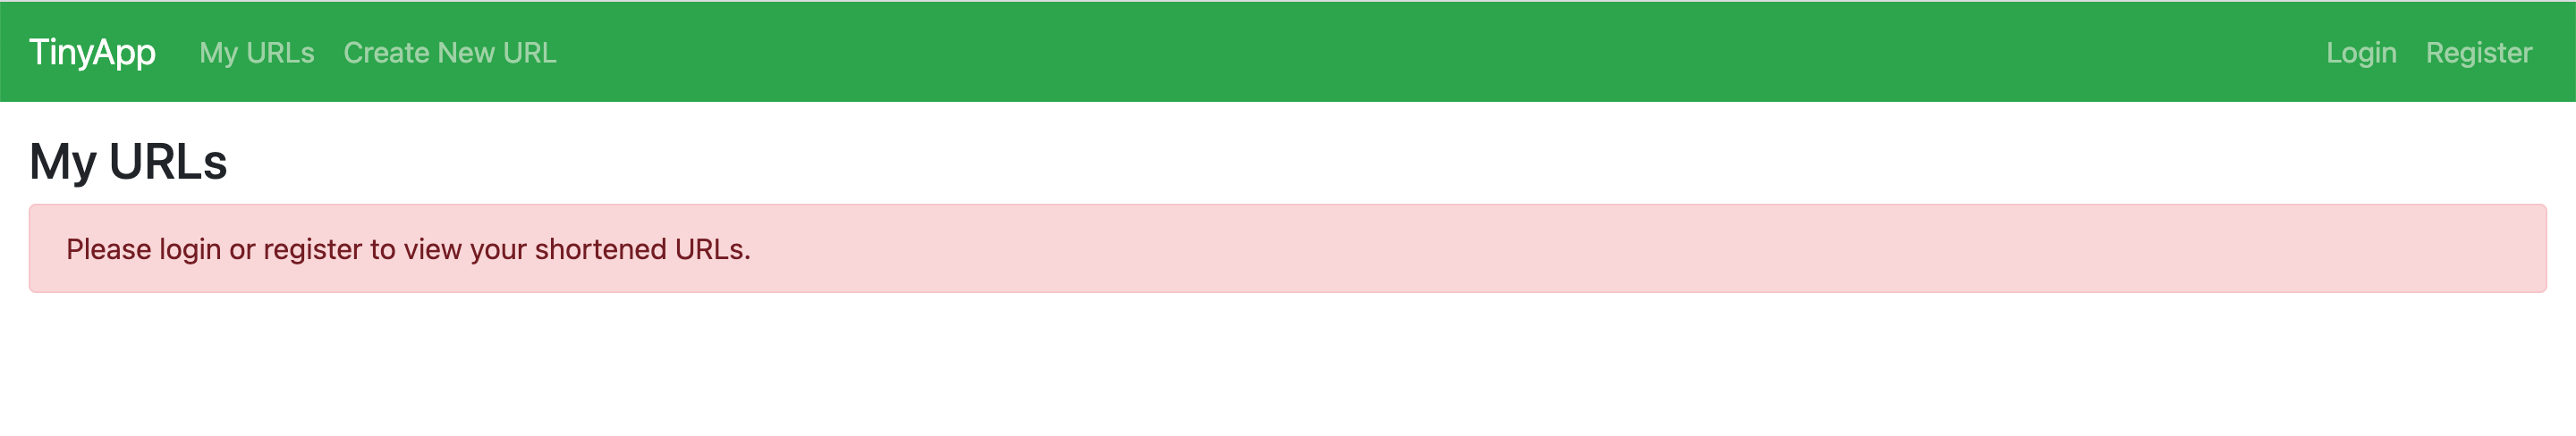 TinyApp My URLs Create New URL Login Register
My URLs
Please login or register to view your shortened URLs.